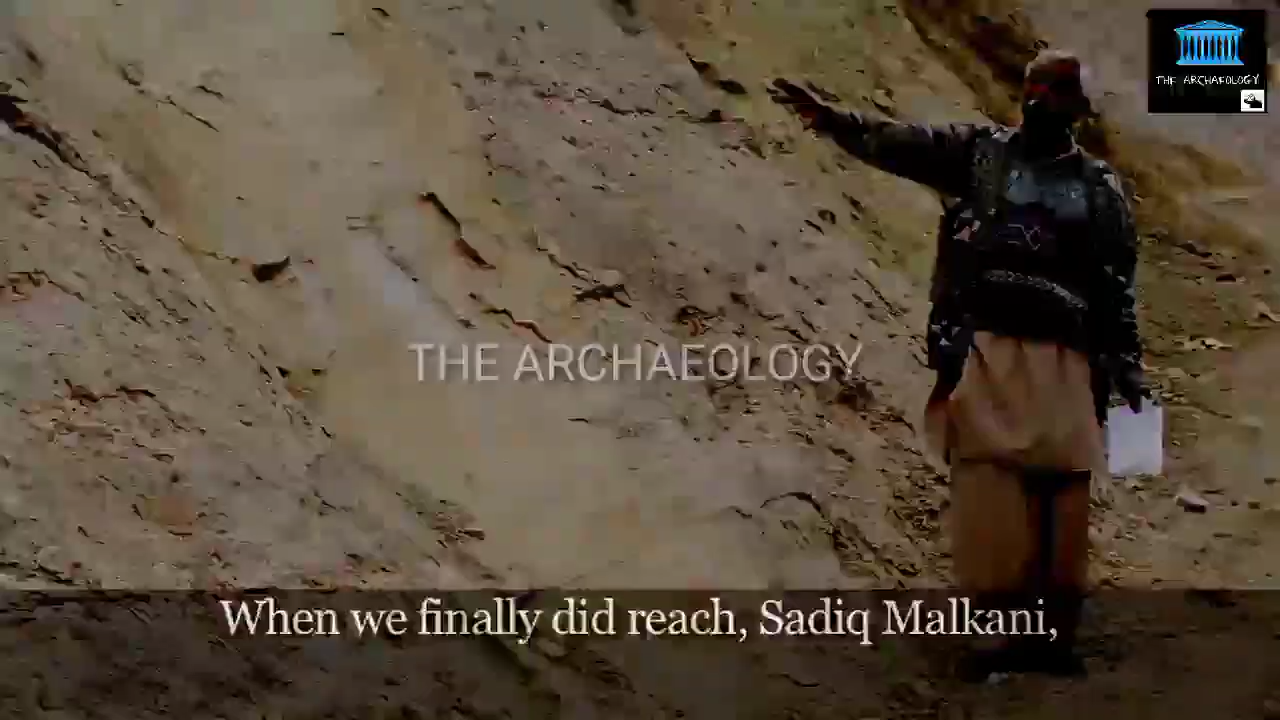 THE ARCHAEOLOGY
THE ARCHAEOLOGY
When we finally did reach, Sadiq Malkani,